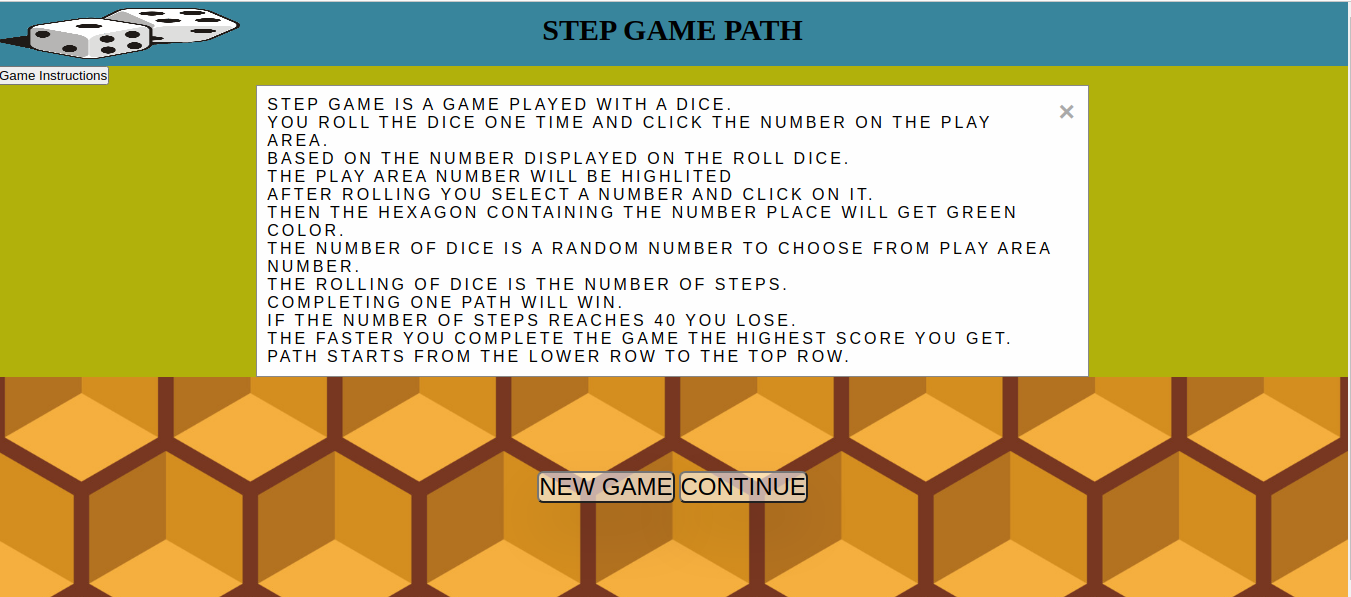 STEP GAME PATH
Game Instructions
STEP GAME IS A GAME PLAYED WITH A DICE.
YOU ROLL THE DICE ONE TIME AND CLICK THE NUMBER ON THE PLAY
AREA.
BASED ON THE NUMBER DISPLAYED ON THE ROLL DICE.
THE PLAY AREA NUMBER WILL BE HIGHLITED
AFTER ROLLING YOU SELECT A NUMBER AND CLICK ON IT.
THEN THE HEXAGON CONTAINING THE NUMBER PLACE WILL GET GREEN
COLOR.
THE NUMBER OF DICE IS A RANDOM NUMBER TO CHOOSE FROM PLAY AREA
NUMBER.
THE ROLLING OF DICE IS THE NUMBER OF STEPS.
COMPLETING ONE PATH WILL WIN.
IF THE NUMBER OF STEPS REACHES 40 YOU LOSE.
THE FASTER YOU COMPLETE THE GAME THE HIGHEST SCORE YOU GET.
PATH STARTS FROM THE LOWER ROW TO THE TOP ROW.
NEW GAME CONTINUE